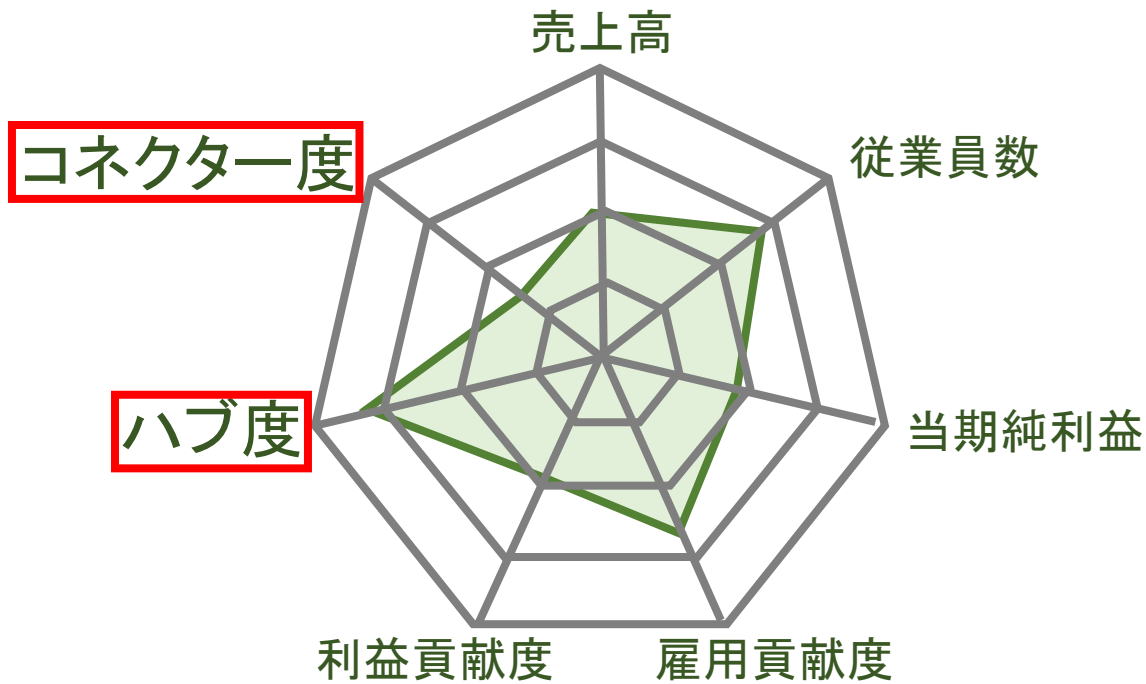 売上高
コネクター度
従業員数
ハブ度
当期純利益
利益貢献度
雇用貢献度